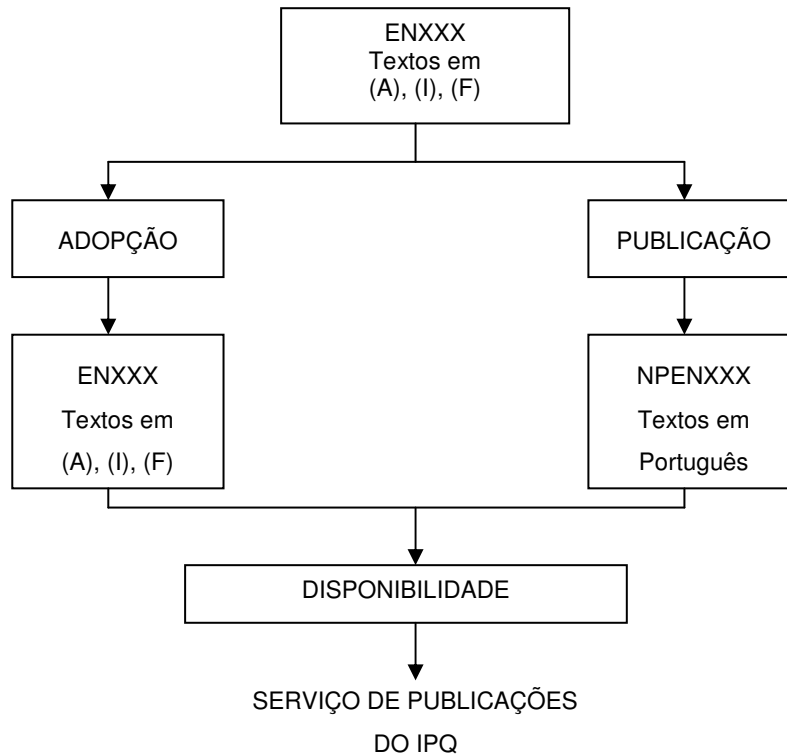 ENXXX
Textos em
(A), (I), (F)
ADOPÇÃO
PUBLICAÇÃO
ENXXX
Textos em
(A), (I), (F)
NPENXXX
Textos em
Português
DISPONIBILIDADE
SERVIÇO DE PUBLICAÇÕES
DO IPQ